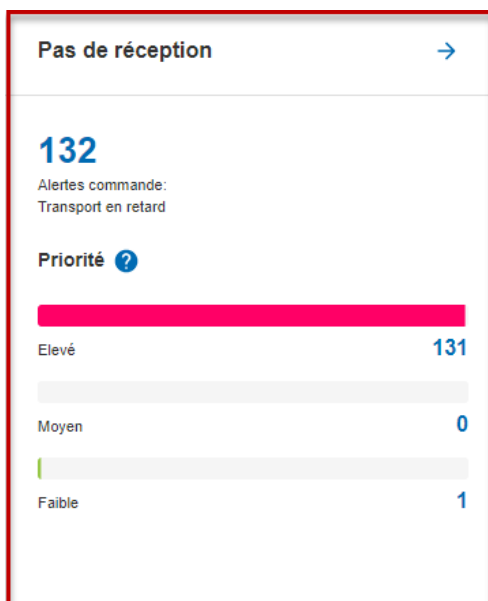 Pas de réception
132
Alertes commande:
Transport en retard
Priorité ?
Elevé 131
Moyen 0
Faible 1